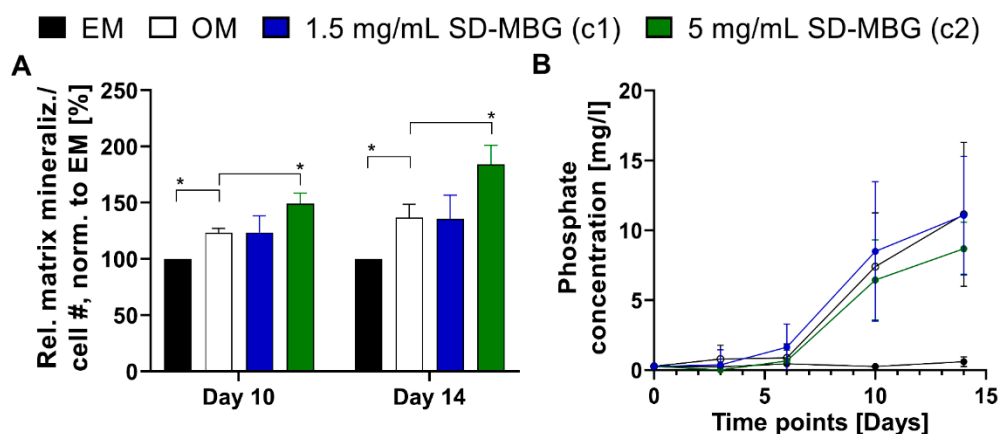 EM OM 1.5 mg/mL SD-MBG (c1) 5 mg/mL SD-MBG (c2)
A
Rel. matrix mineraliz./
cell #, norm. to EM [%]
250
200
150
100
50
0
* * * *
Day 10 Day 14
B
Phosphate
concentration [mg/l]
20
15
10
5
0
0 5 10 15
Time points [Days]